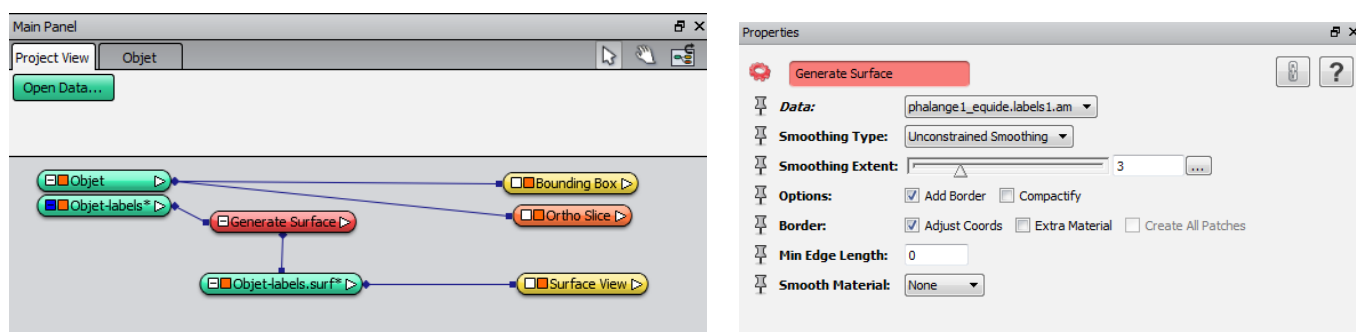 Main Panel
Project View Objet
Open Data...
Objet
Objet-labels*
Generate Surface
Objet-labels.surf*
Bounding Box
Ortho Slice
Surface View
Properties
Generate Surface ?
Data: phalange1_equide.labels1.am
Smoothing Type: Unconstrained Smoothing
Smoothing Extent: 3 ...
Options: Add Border Compactify
Border: Adjust Coords Extra Material Create All Patches
Min Edge Length: 0
Smooth Material: None